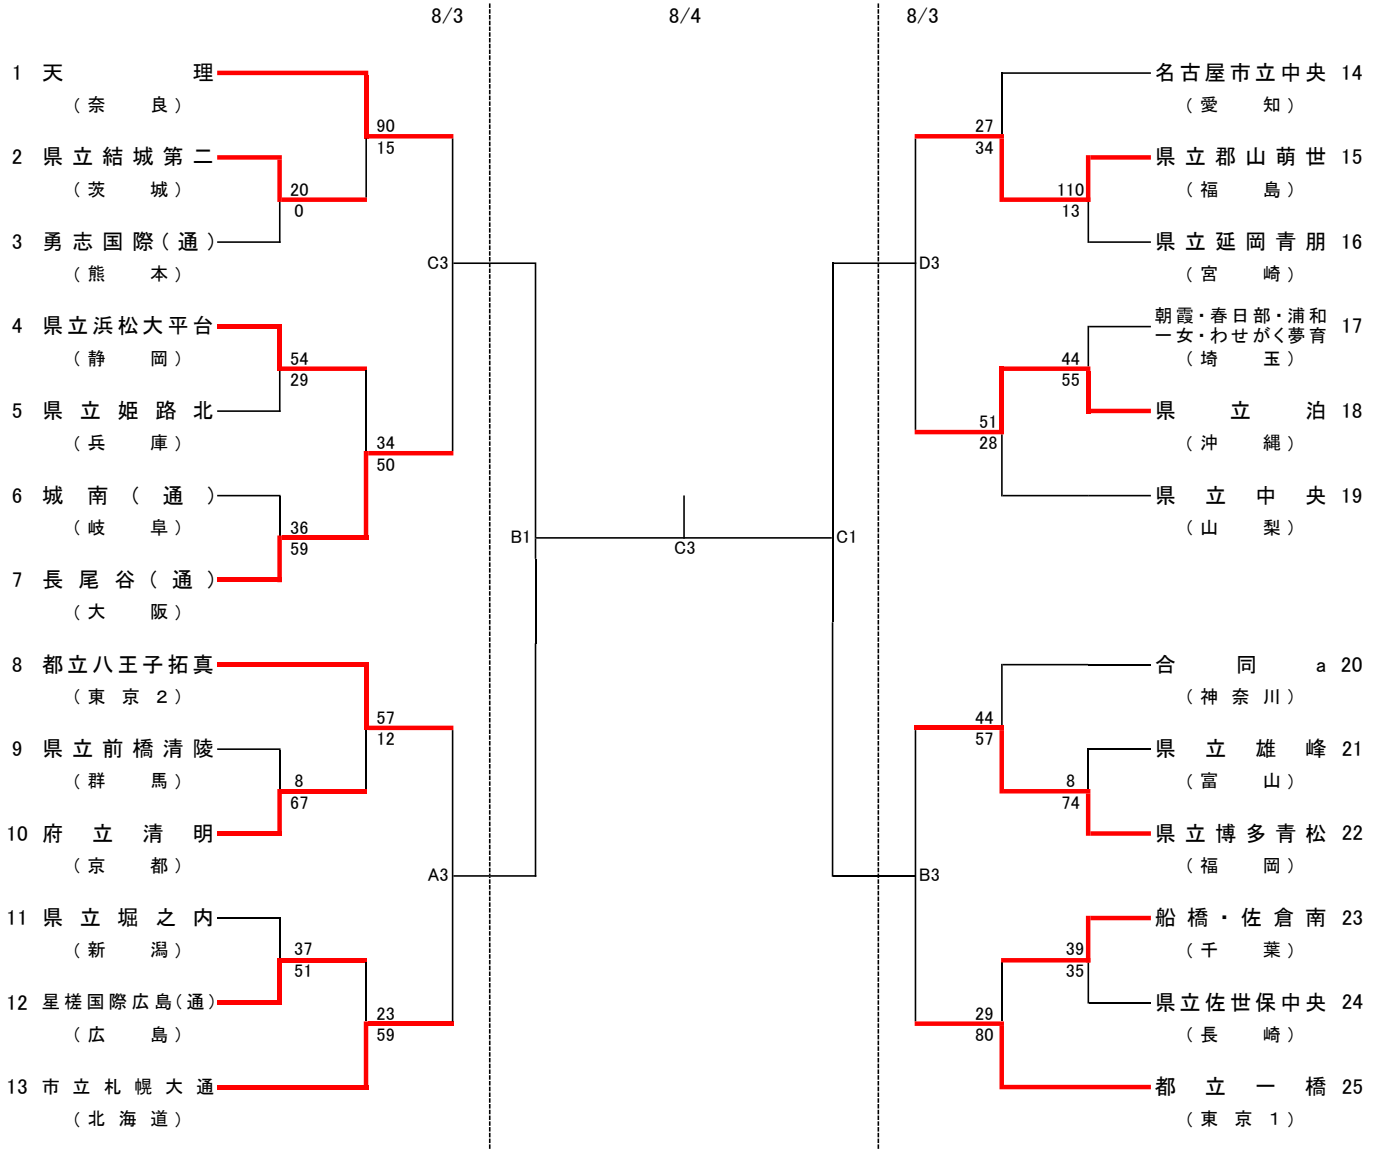 8/3 8/4 8/3
1 天理
(奈良)
90
15
2 県立結城第二
(茨城)
20
0
3 勇志国際(通)
(熊本)
C3
4 県立浜松大平台
(静岡)
54
29
5 県立姫路北
(兵庫)
34
50
6 城南(通)
(岐阜)
36
59
7 長尾谷(通)
(大阪)
B1
8 都立八王子拓真
(東京2)
57
12
9 県立前橋清陵
(群馬)
8
67
10 府立清明
(京都)
A3
11 県立堀之内
(新潟)
37
51
12 星槎国際広島(通)
(広島)
23
59
13 市立札幌大通
(北海道)
C3
名古屋市立中央 14
(愛知)
27
34
県立郡山萌世 15
(福島)
110
13
県立延岡青朋 16
(宮崎)
D3
朝霞・春日部・浦和
一女・わせがく夢育 17
(埼玉)
44
55
県立泊 18
(沖縄)
51
28
県立中央 19
(山梨)
C1
合同a 20
(神奈川)
44
57
県立雄峰 21
(富山)
8
74
県立博多青松 22
(福岡)
B3
船橋・佐倉南 23
(千葉)
39
35
県立佐世保中央 24
(長崎)
29
80
都立一橋 25
(東京1)